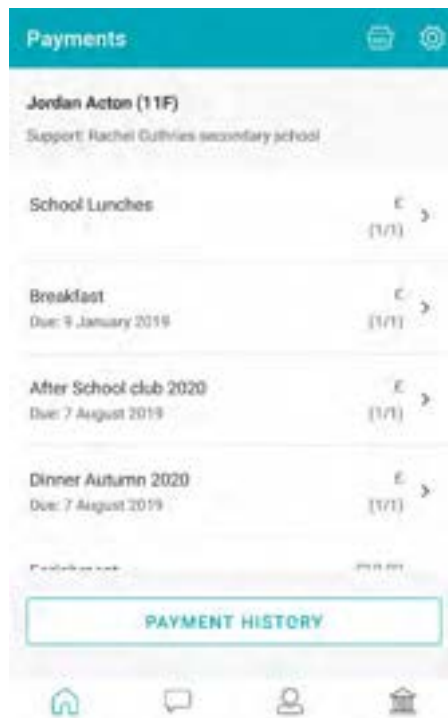 Payments
Jordan Acton (11F)
Support: Rachel Guthries secondary school
School Lunches
£
(1/1)
Breakfast
£
Due: 9 January 2019
(1/1)
After School club 2020
£
Due: 7 August 2019
(1/1)
Dinner Autumn 2020
£
Due: 7 August 2019
(1/1)
PAYMENT HISTORY